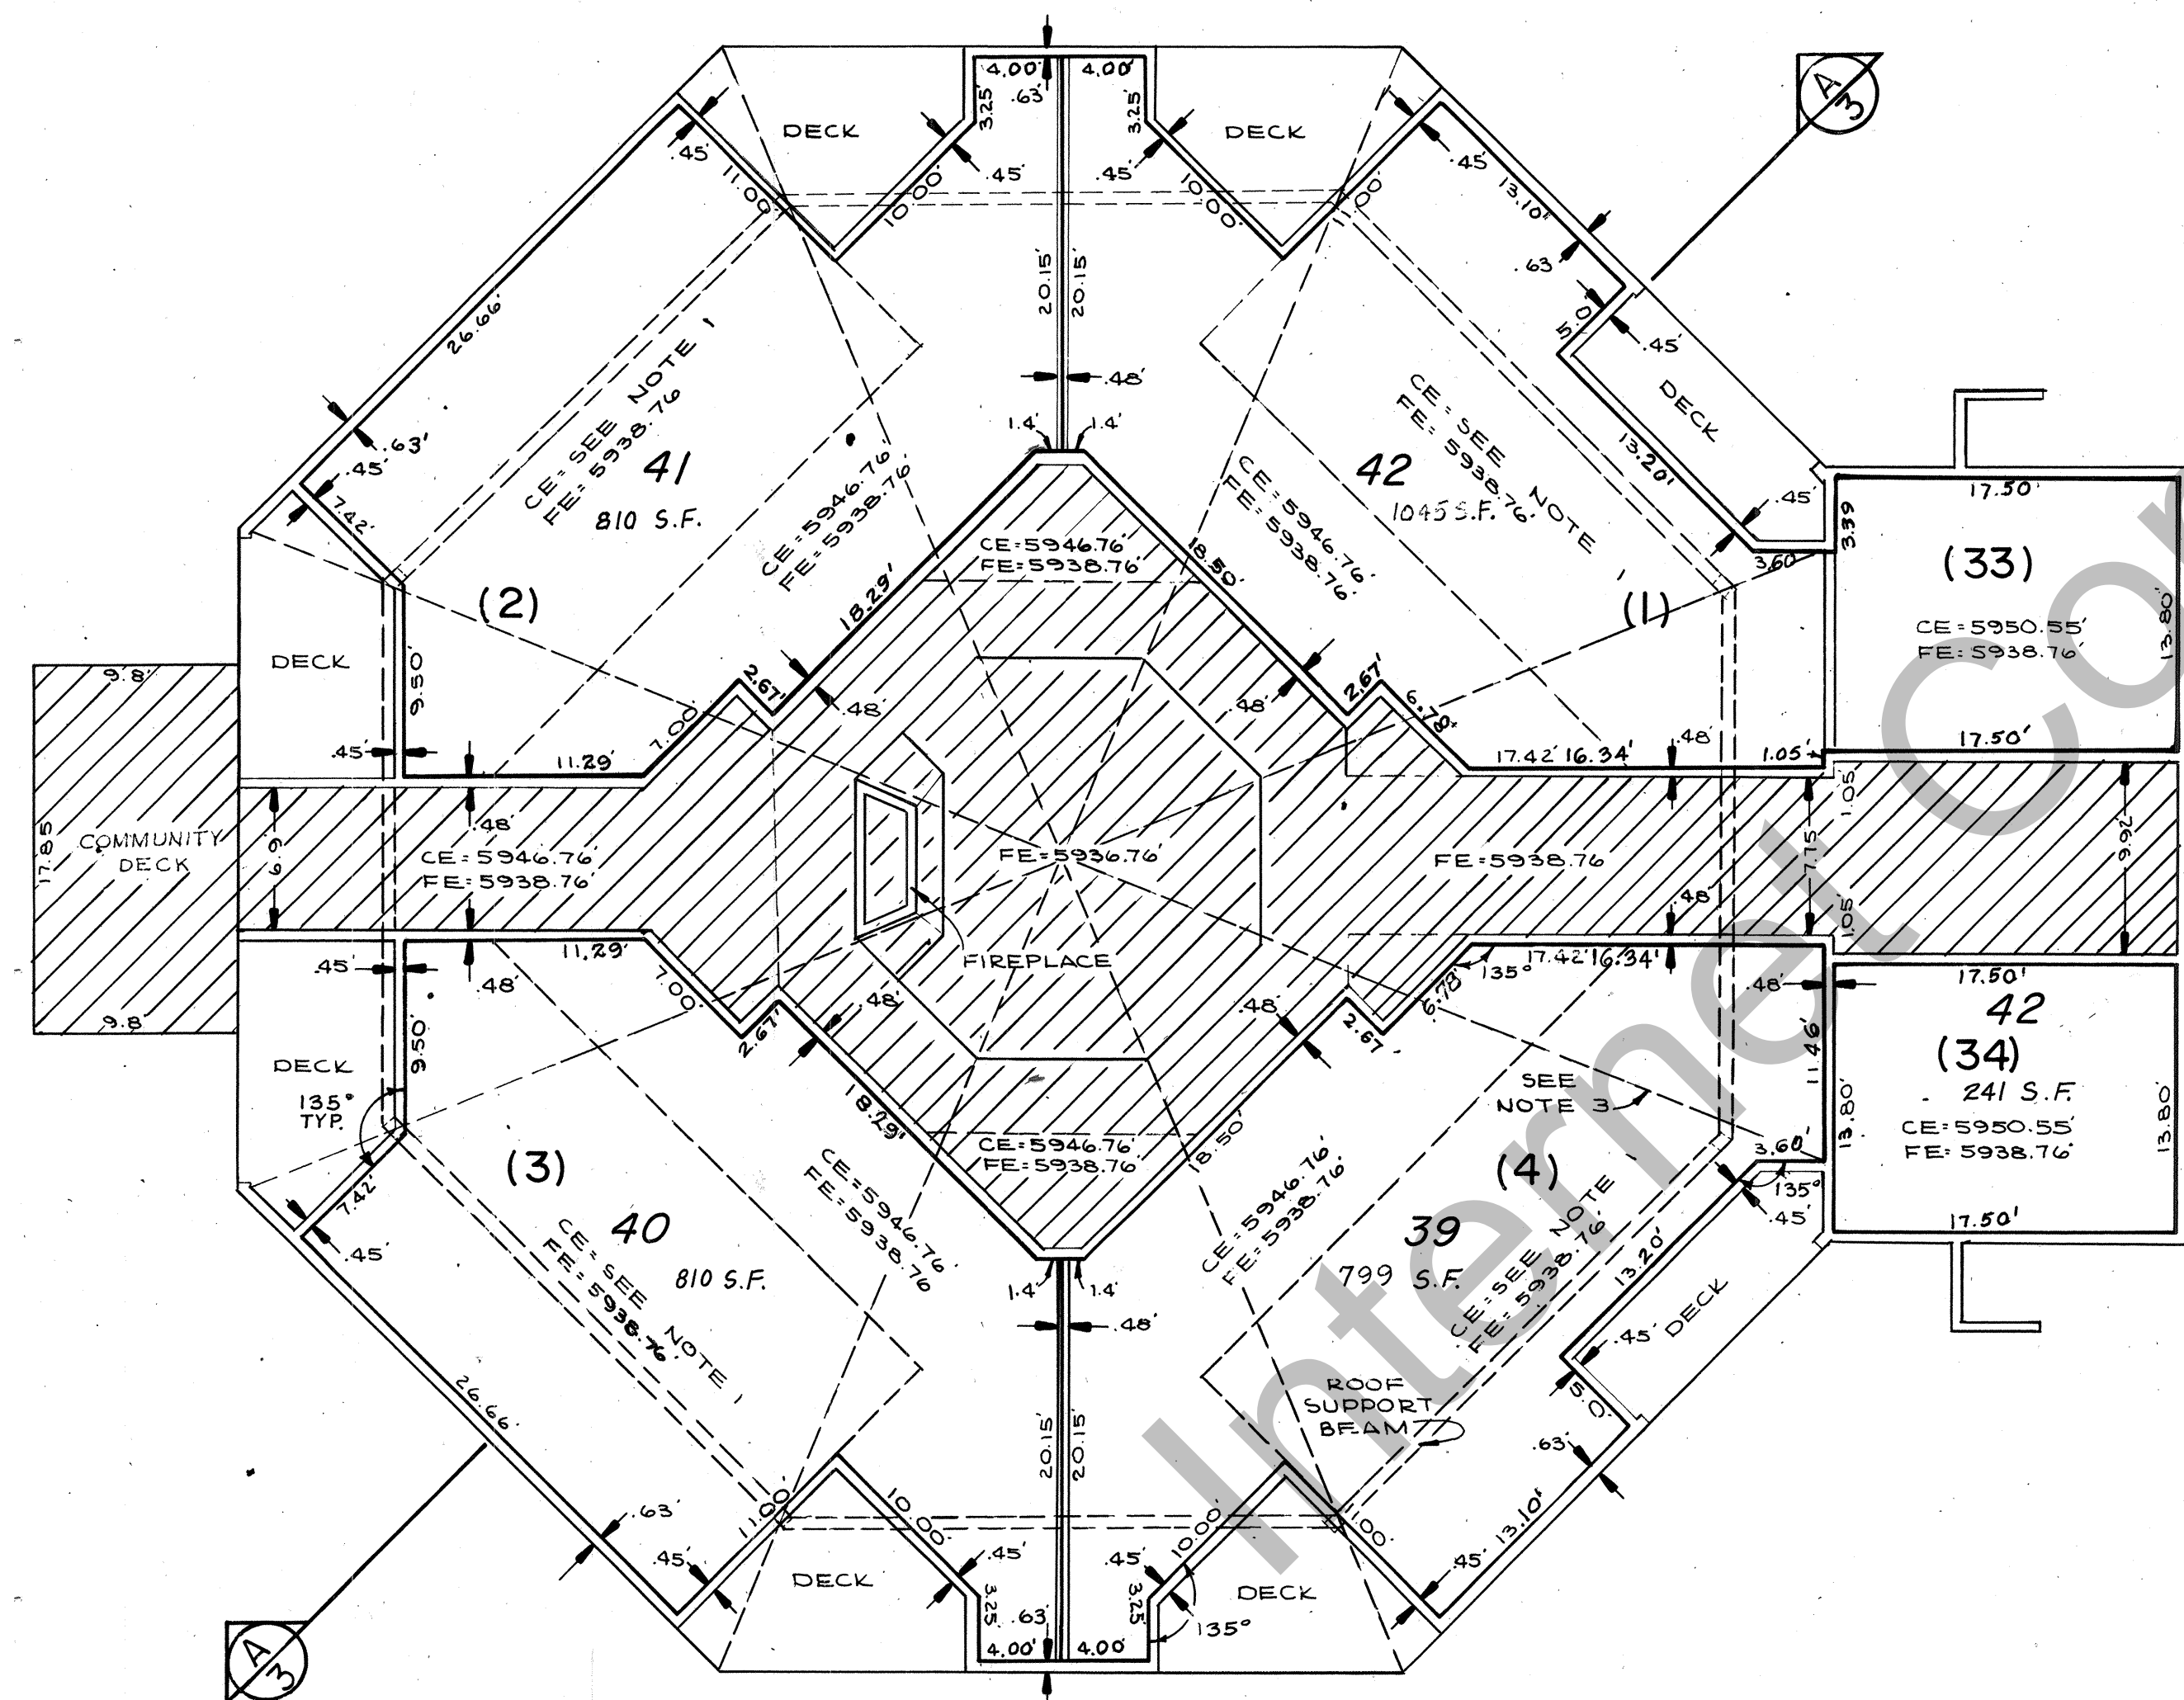 4.00' 4.00'
.63'
3.25' 3.25'
DECK
DECK
A
3
.45'
.45'
.45'
.45'
11.00'
10.00'
10.00'
13.10'
.63
20.15' 20.15'
26.66'
5.0'
.45'
DECK
.48'
1.4' 1.4'
.63'
.45'
7.42'
CE = SEE NOTE 1
FE = 5938.76
41
810 S.F.
CE=5946.76'
FE=5938.76'
(2)
CE = SEE NOTE
FE = 5938.76'
42
1045 S.F.
CE=5946.76'
FE=5938.76'
(1)
13.20'
.45'
17.50'
3.39
3.60'
(33)
CE=5950.55'
FE=5938.76'
13.80'
17.50'
CE=5946.76'
FE=5938.76'
18.29'
18.50'
DECK
9.50'
.45'
11.29'
7.00'
2.67'
.48'
.48'
2.67'
6.78'
17.42' 16.34'
.48'
1.05'
9.8'
17.85
COMMUNITY
DECK
9.8'
6.9'
.48'
CE=5946.76'
FE=5938.76'
FE=5936.76'
FE=5938.76
FIREPLACE
1.05
7.75
1.05
9.92'
.48'
.45'
11.29'
.48'
7.00'
2.67'
.48'
.48'
2.67'
6.78'
135°
17.42' 16.34'
.48'
17.50'
42
(34)
241 S.F.
CE=5950.55'
FE=5938.76'
13.80'
13.80'
17.50'
11.46'
DECK
135°
TYP.
9.50'
7.42'
.45'
18.29'
CE=5946.76'
FE=5938.76'
18.50'
SEE
NOTE 3
3.60'
135°
.45'
(3)
40
810 S.F.
CE = SEE NOTE 1
FE = 5938.76'
CE=5946.76'
FE=5938.76
CE=5946.76'
FE=5938.76'
(4)
39
799 S.F.
CE = SEE NOTE
FE = 5938.76'
13.20'
DECK
.45'
5.0'
1.4' 1.4'
.48'
ROOF
SUPPORT
BEAM
20.15' 20.15'
26.66'
.63'
.45'
11.00'
10.00'
.45'
DECK
3.25' 3.25'
.63'
4.00' 4.00'
.45'
10.00'
135°
DECK
.45'
13.10'
.63'
A
3
Internet Co